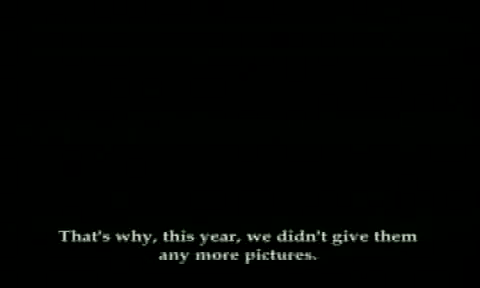 That's why, this year, we didn't give them
any more pictures.